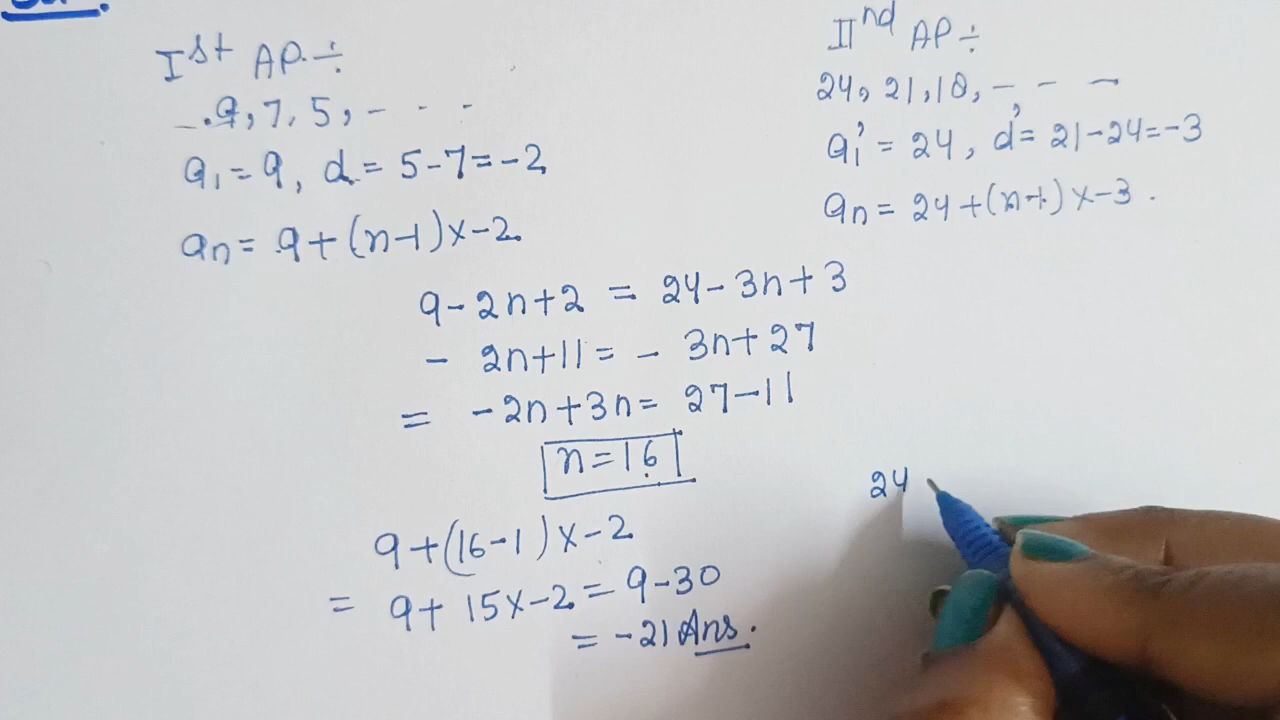 Ist AP÷
9, 7, 5, - - -
a₁ = 9, d = 5-7 = -2
aₙ = 9+(n-1)x-2
IInd AP÷
24, 21, 18, -, - -
a₁' = 24, d' = 21-24=-3
aₙ = 24+(n-1)x-3.
9-2n+2 = 24-3n+3
- 2n+11 = - 3n+27
= -2n+3n = 27-11
n=16
9+(16-1)x-2
= 9+ 15x-2 = 9-30
= -21 Ans.
24